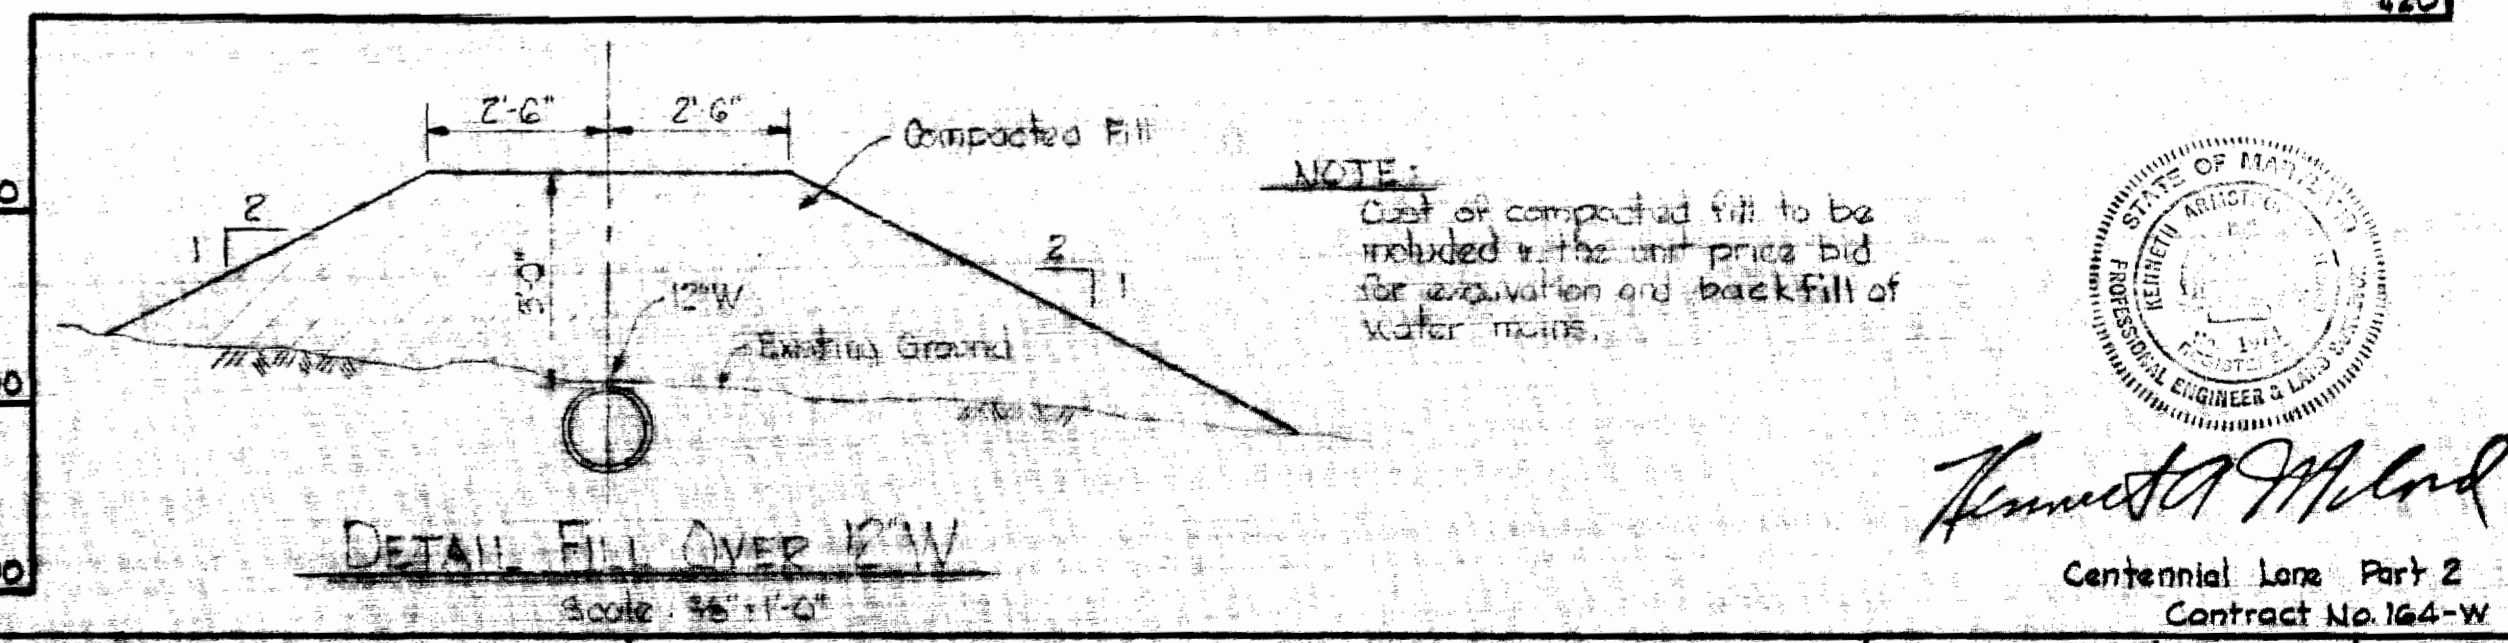 420
2'-6" 2'-6"
Compacted Fill
2
1
3'-0"
12"W
Existing Ground
2
1
NOTE:
Cost of compacted fill to be
included in the unit price bid
for excavation and backfill of
water mains.
STATE OF MARYLAND
PROFESSIONAL ENGINEER & LAND
KENNETH
REGISTERED
DETAIL FILL OVER 12"W
Scale 3/8" : 1'-0"
Centennial Lane Part 2
Contract No. 164-W